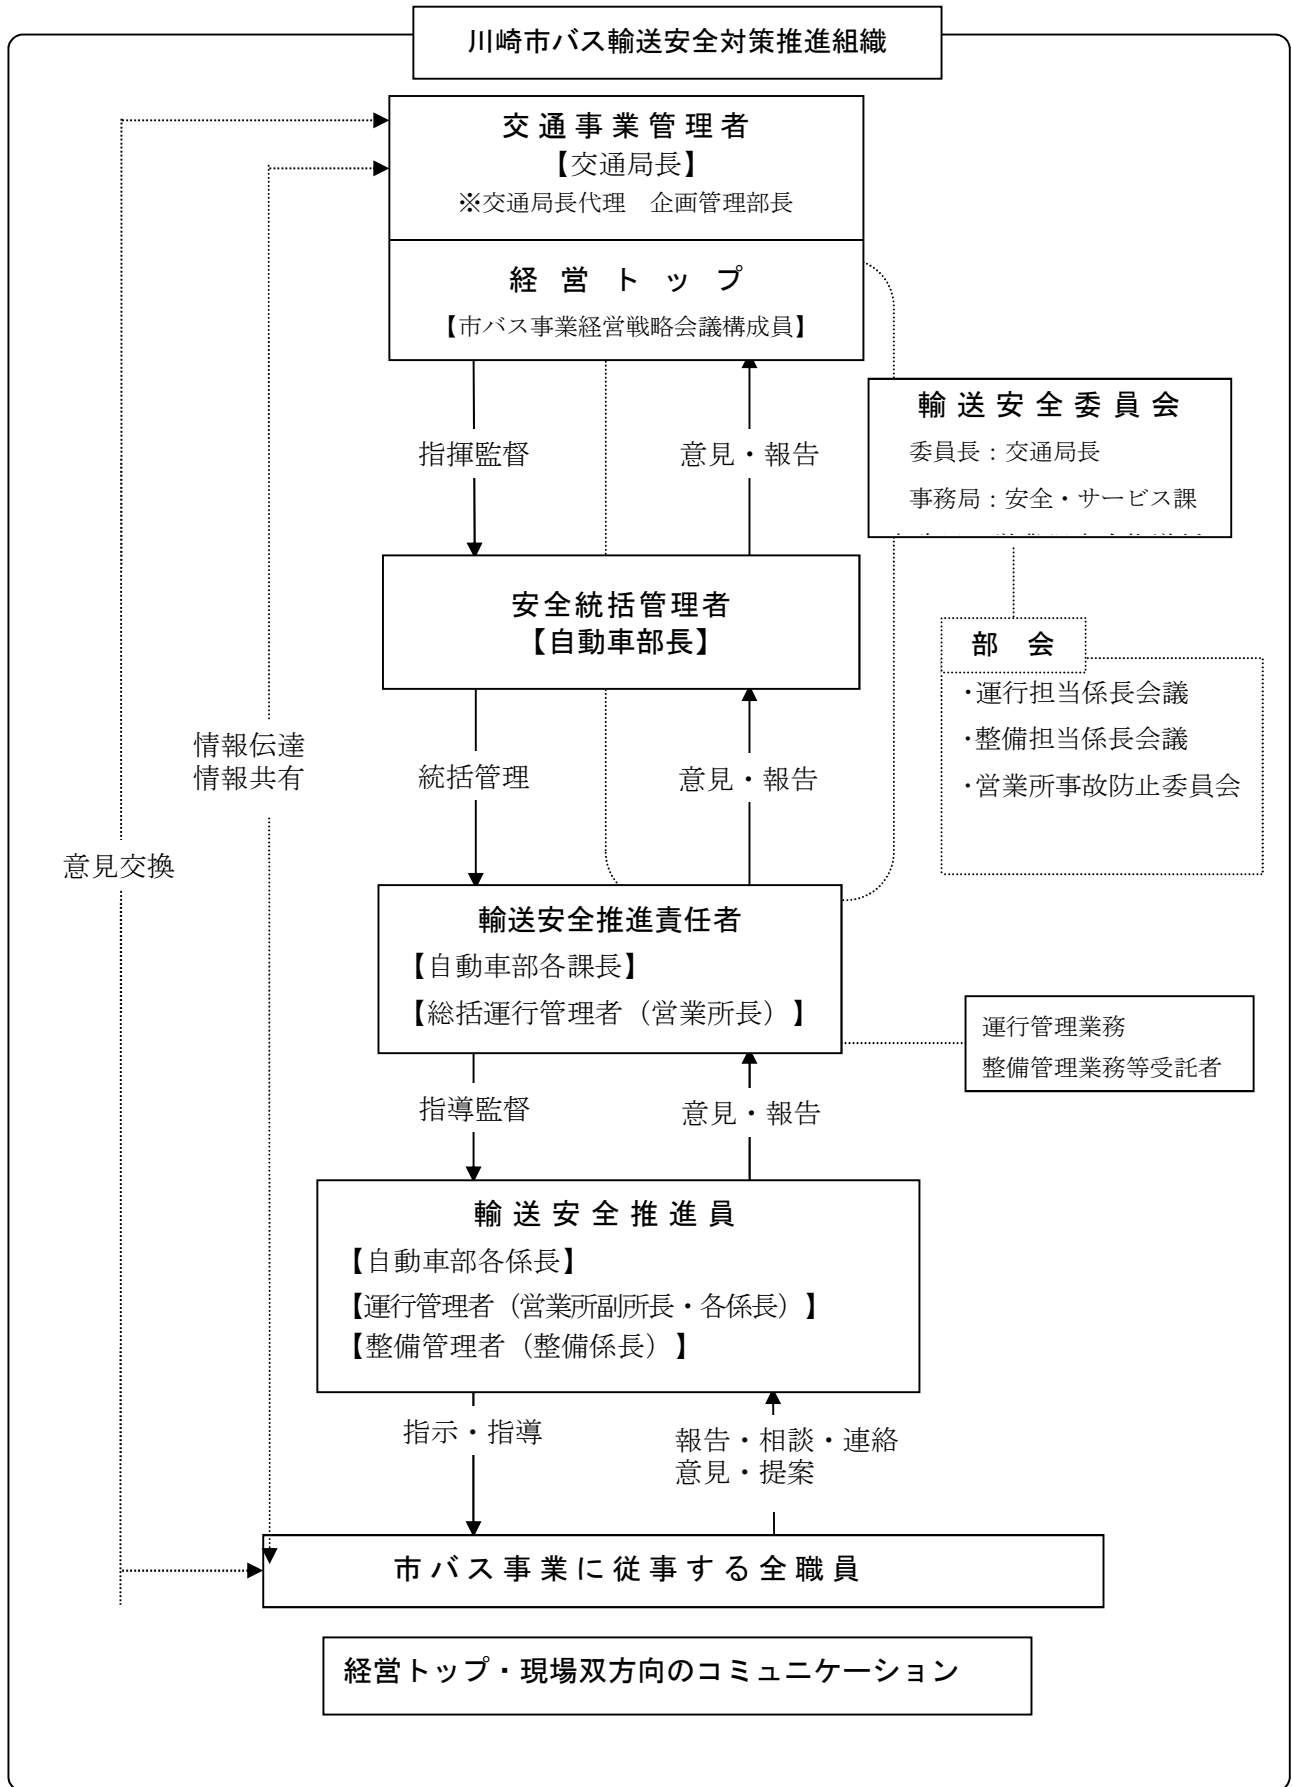 川崎市バス輸送安全対策推進組織
交通事業管理者
【交通局長】
※交通局長代理　企画管理部長
経営トップ
【市バス事業経営戦略会議構成員】
指揮監督
意見・報告
輸送安全委員会
委員長：交通局長
事務局：安全・サービス課
安全統括管理者
【自動車部長】
部　会
・運行担当係長会議
・整備担当係長会議
・営業所事故防止委員会
情報伝達
情報共有
統括管理
意見・報告
意見交換
輸送安全推進責任者
【自動車部各課長】
【総括運行管理者（営業所長）】
運行管理業務
整備管理業務等受託者
指導監督
意見・報告
輸送安全推進員
【自動車部各係長】
【運行管理者（営業所副所長・各係長）】
【整備管理者（整備係長）】
指示・指導
報告・相談・連絡
意見・提案
市バス事業に従事する全職員
経営トップ・現場双方向のコミュニケーション